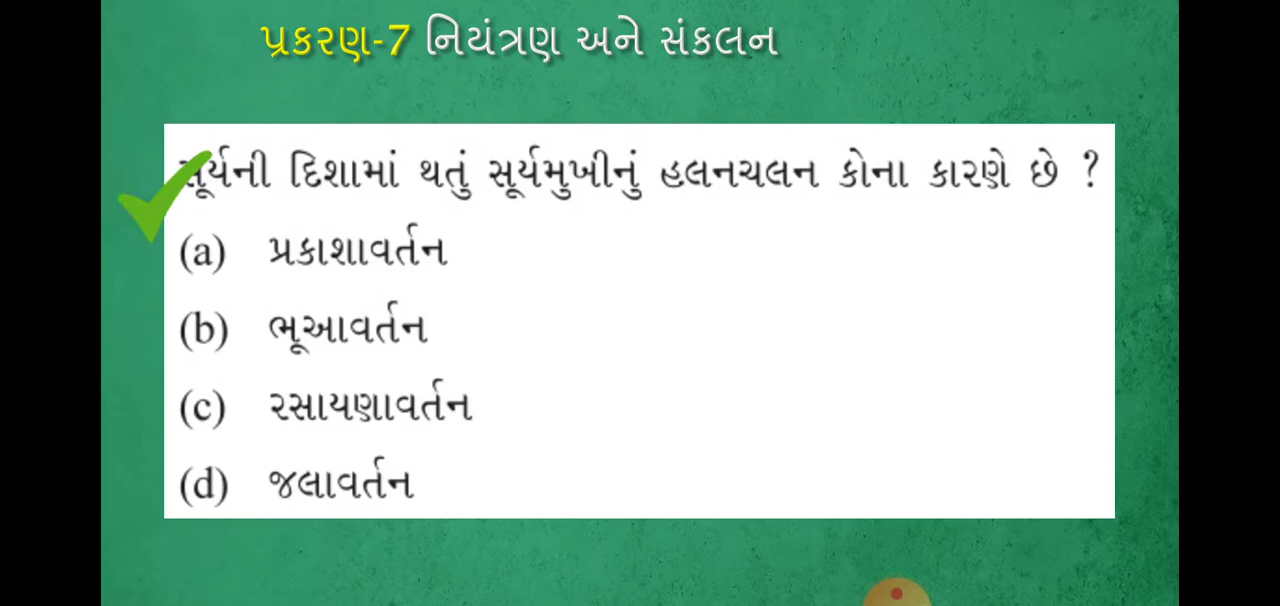 પ્રકરણ-7 નિયંત્રણ અને સંકલન
સૂર્યની દિશામાં થતું સૂર્યમુખીનું હલનચલન કોના કારણે છે ?
(a) પ્રકાશાવર્તન
(b) ભૂઆવર્તન
(c) રસાયણાવર્તન
(d) જલાવર્તન